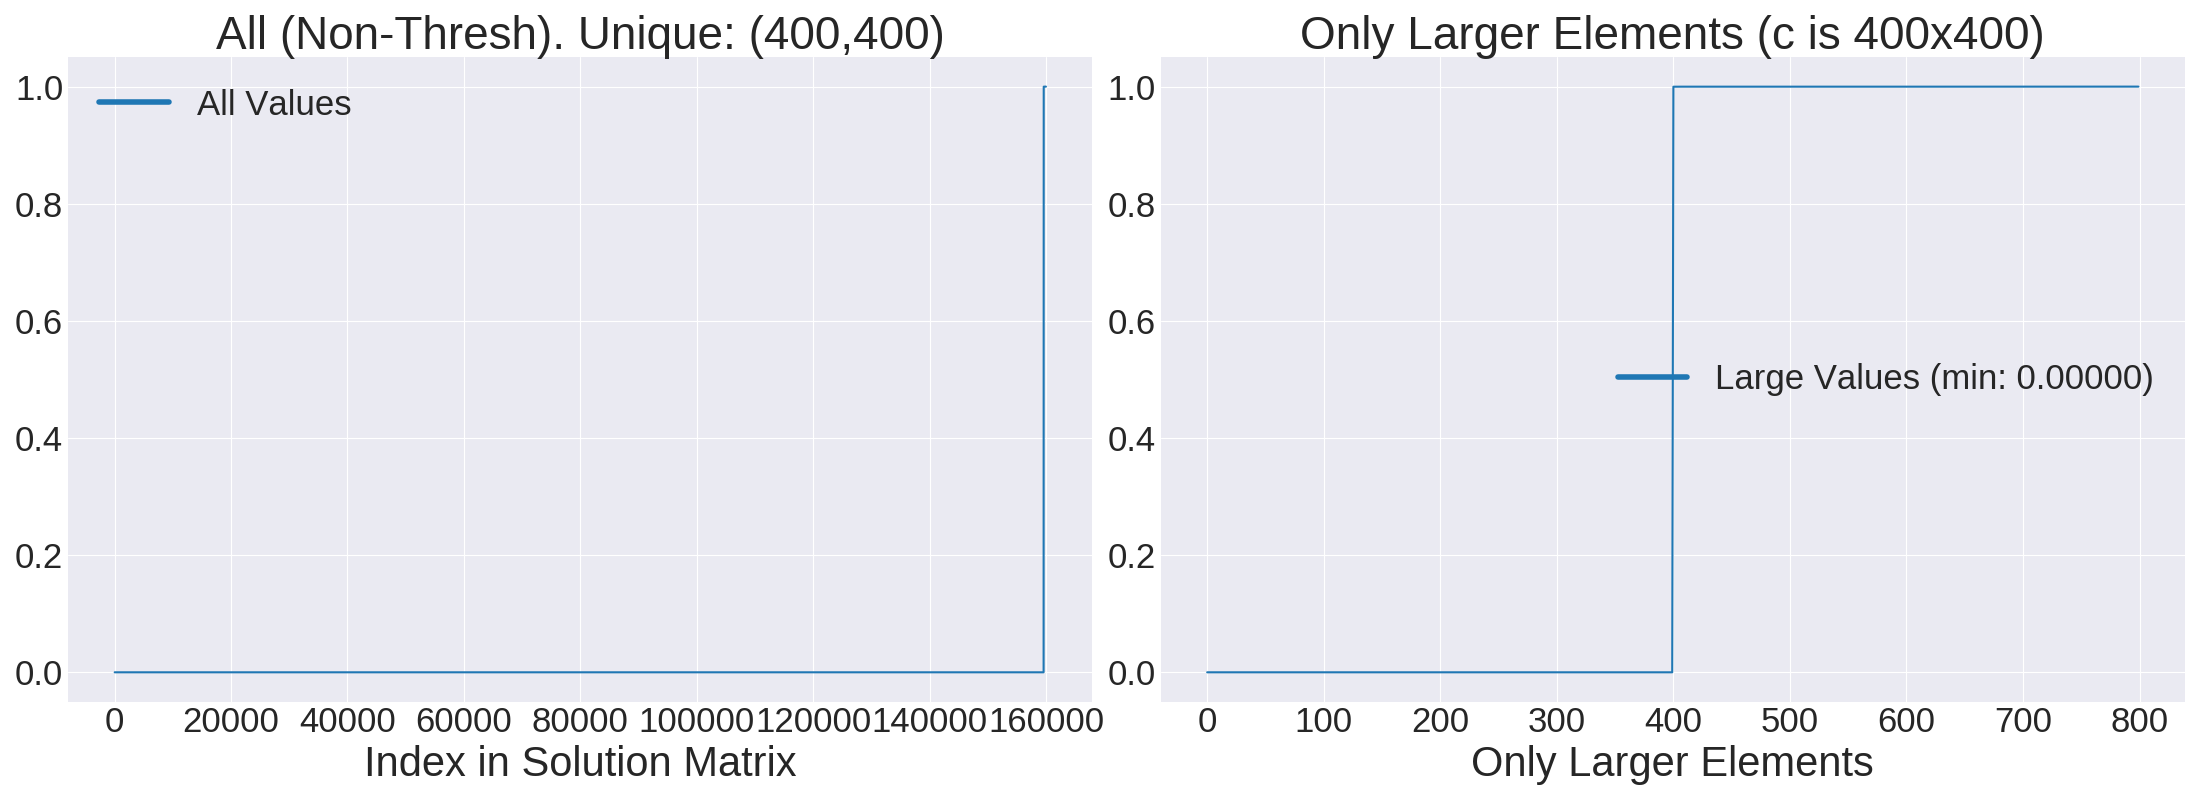 All (Non-Thresh). Unique: (400,400)
1.0
0.8
0.6
0.4
0.2
0.0
All Values
0 20000 40000 60000 80000 100000 120000 140000 160000
Index in Solution Matrix
Only Larger Elements (c is 400x400)
1.0
0.8
0.6
0.4
0.2
0.0
Large Values (min: 0.00000)
0 100 200 300 400 500 600 700 800
Only Larger Elements